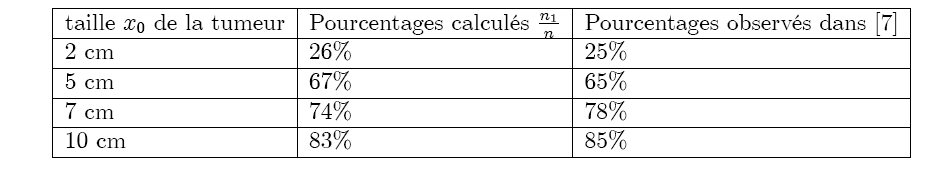 taille x₀ de la tumeur Pourcentages calculés n₁/n Pourcentages observés dans [7]
2 cm 26% 25%
5 cm 67% 65%
7 cm 74% 78%
10 cm 83% 85%